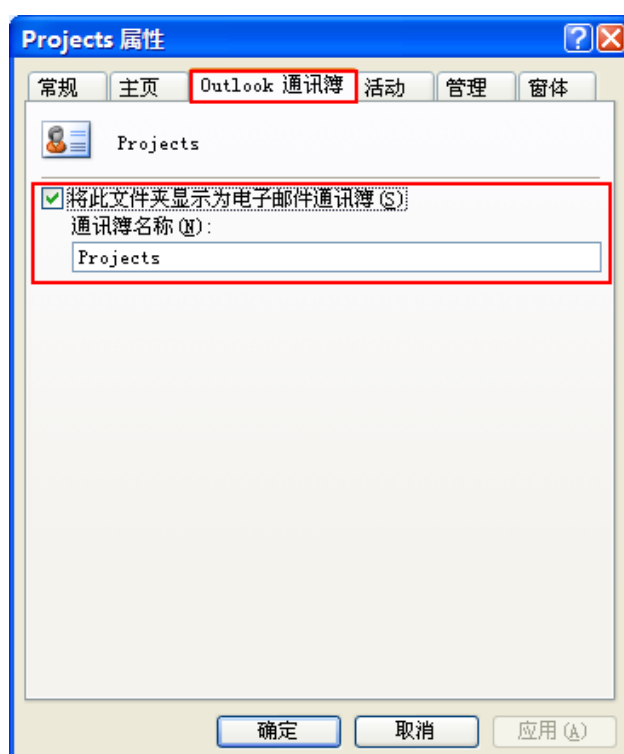 Projects 属性
常规 主页 Outlook 通讯簿 活动 管理 窗体
Projects
将此文件夹显示为电子邮件通讯簿(S)
通讯簿名称(N):
Projects
确定 取消 应用(A)